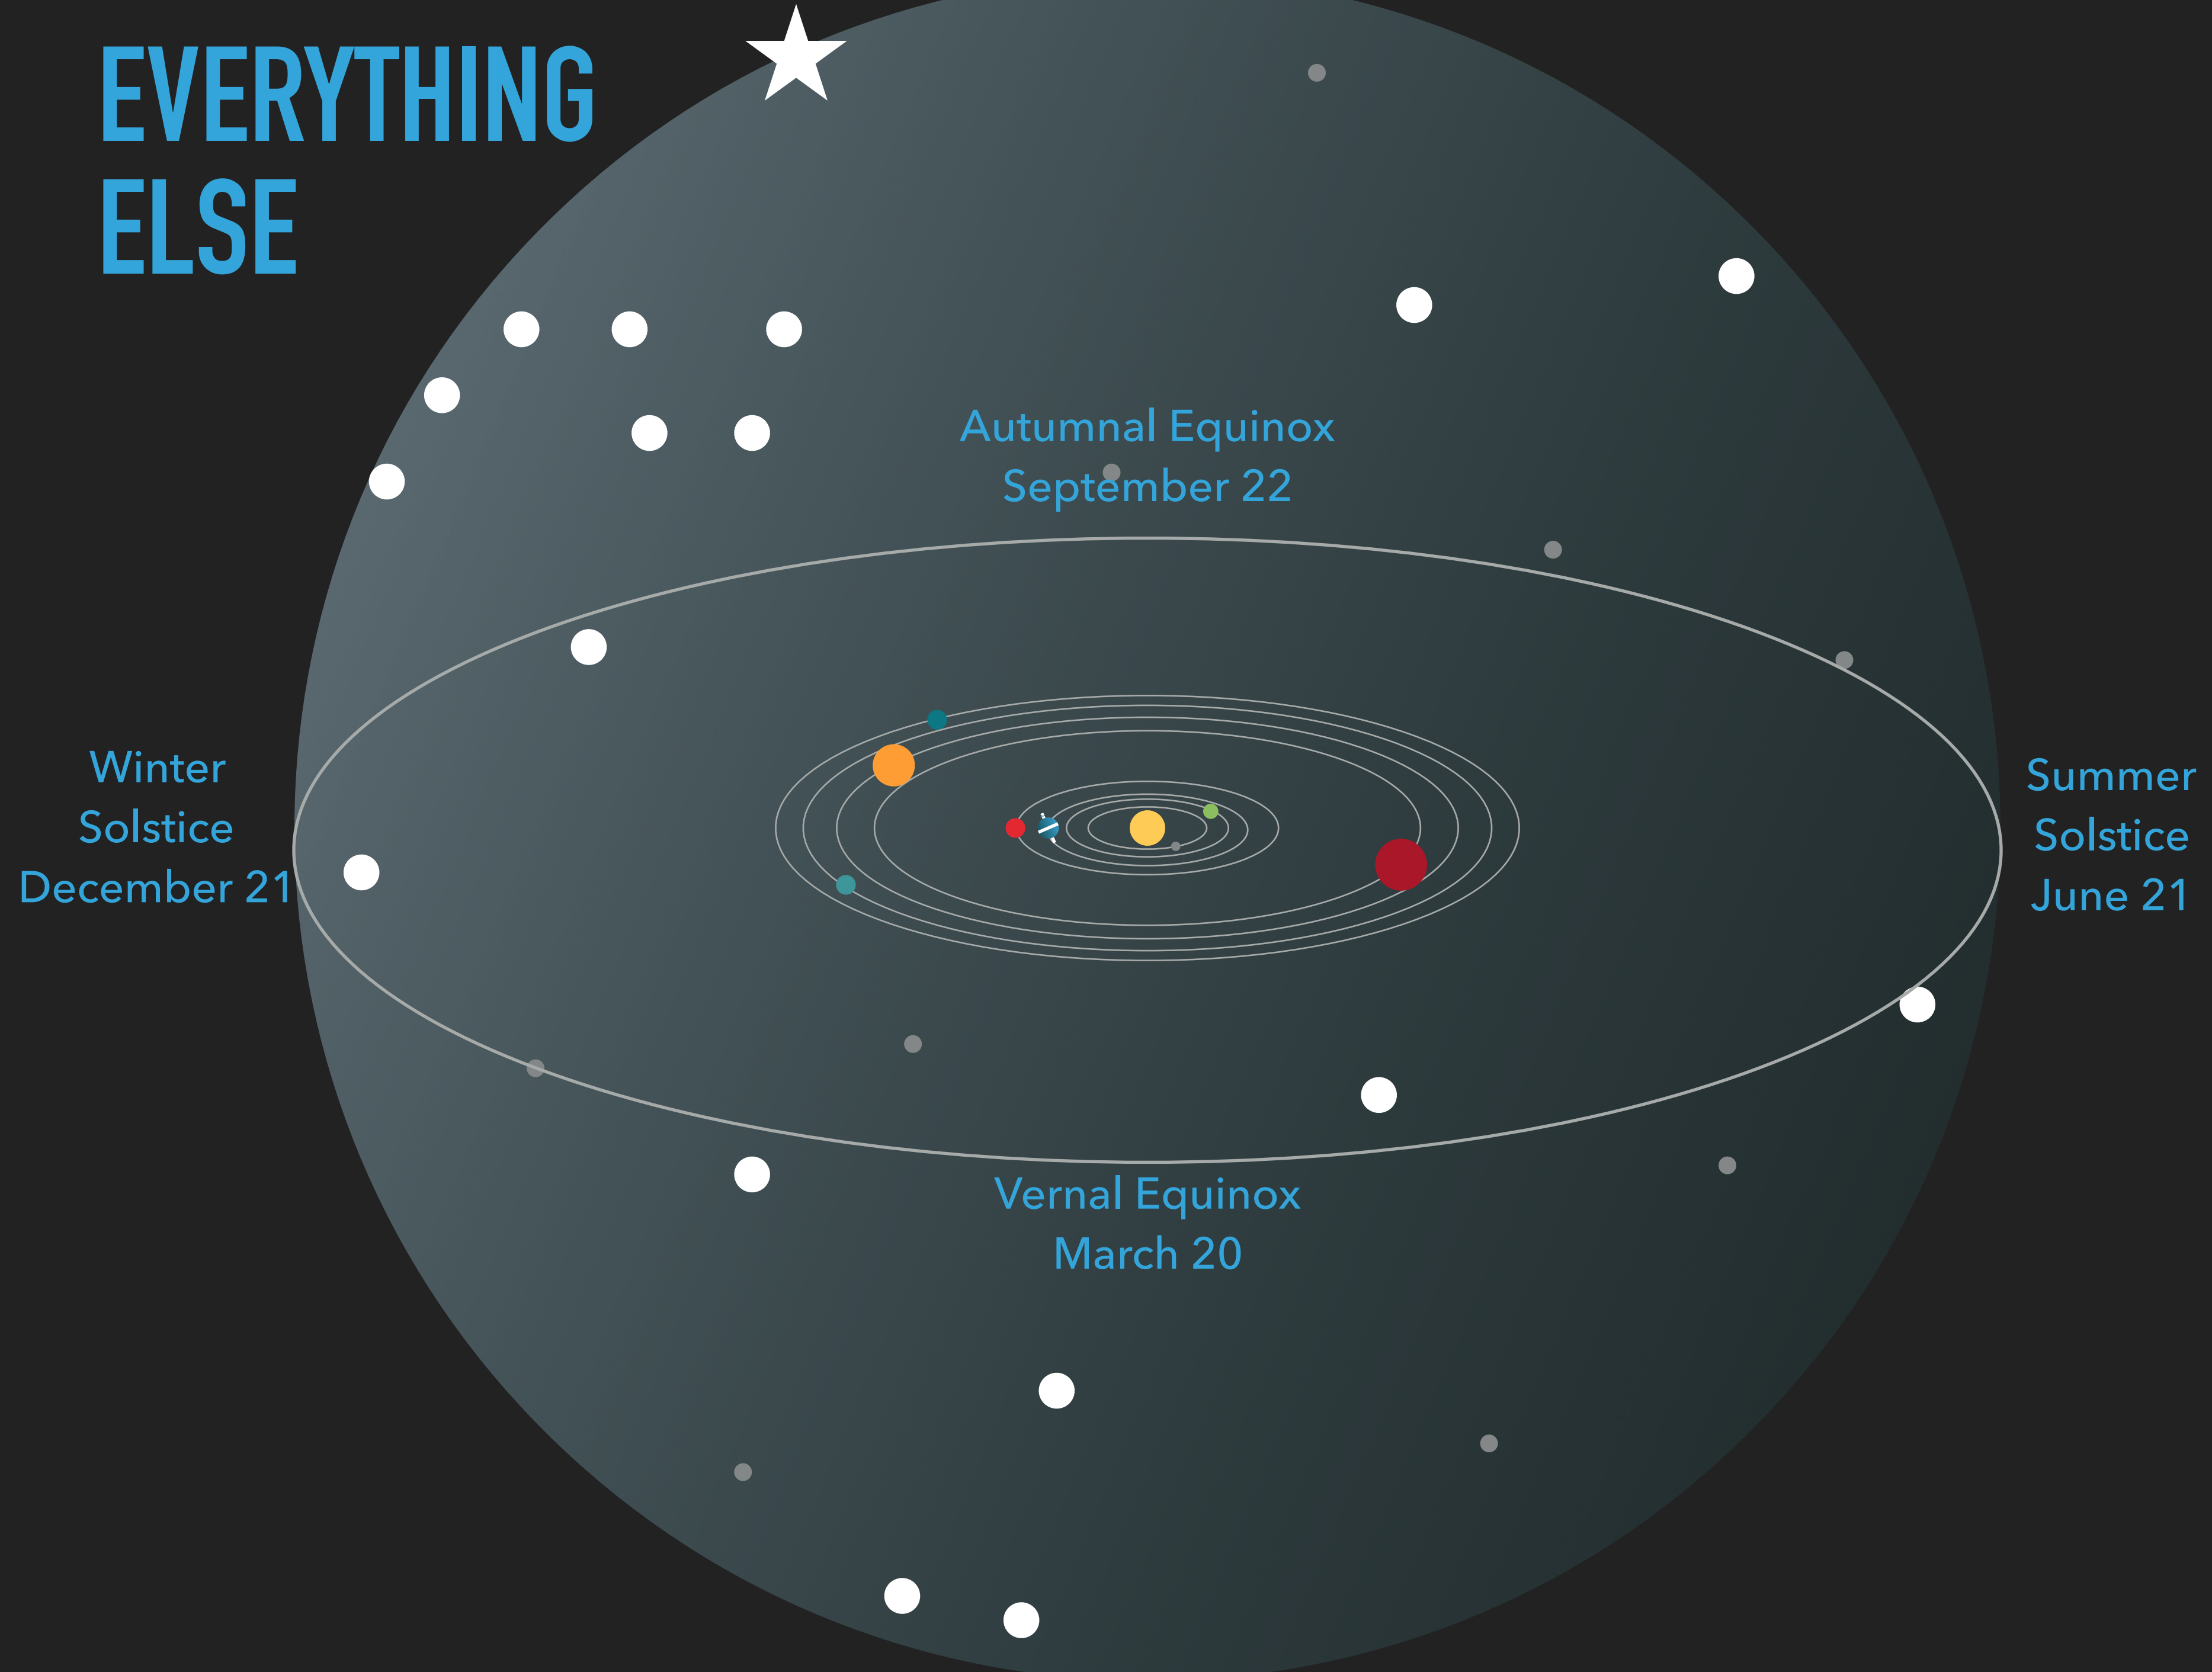 EVERYTHING
ELSE
Autumnal Equinox
September 22
Winter
Solstice
December 21
Summer
Solstice
June 21
Vernal Equinox
March 20